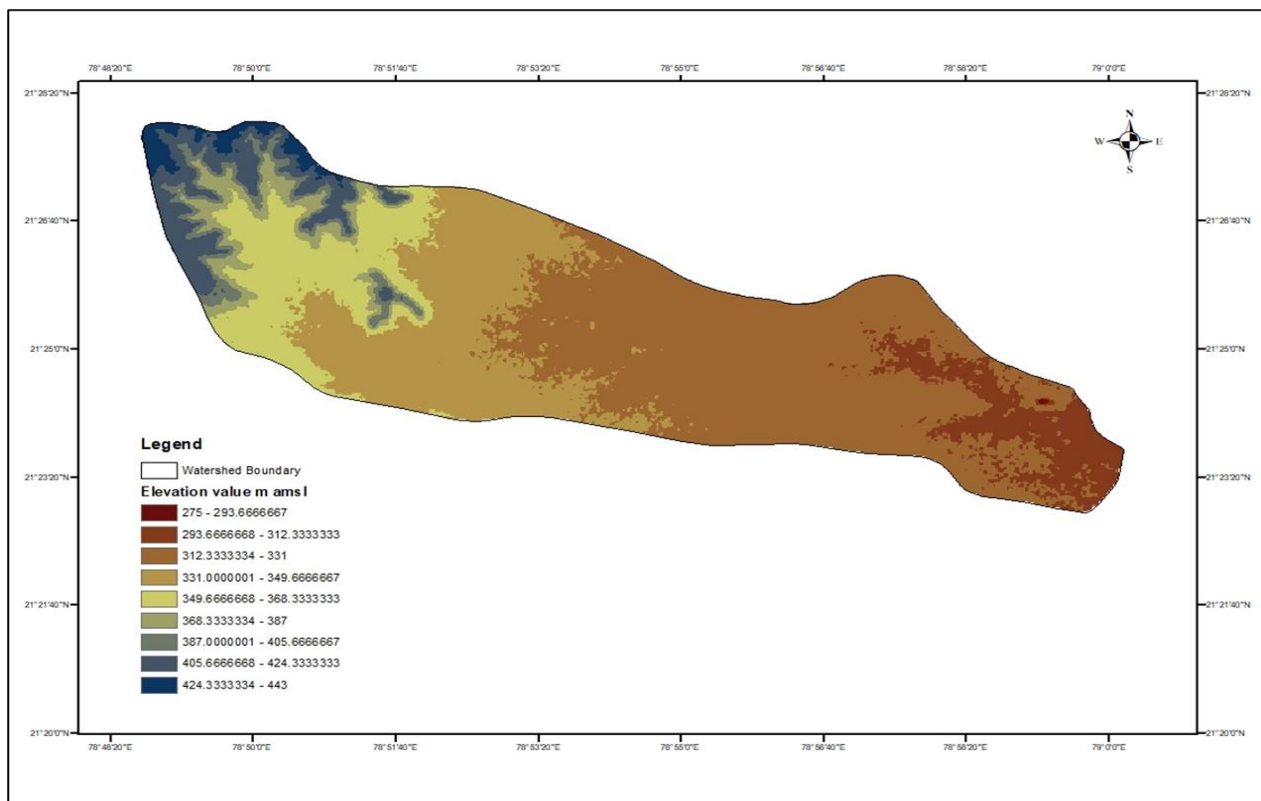 78°48'20"E 78°50'0"E 78°51'40"E 78°53'20"E 78°55'0"E 78°56'40"E 78°58'20"E 79°0'0"E
21°28'20"N 21°28'20"N
N
W E
S
21°26'40"N 21°26'40"N
21°25'0"N 21°25'0"N
Legend
Watershed Boundary
21°23'20"N 21°23'20"N
Elevation value m amsl
275 - 293.6666667
293.6666668 - 312.3333333
312.3333334 - 331
331.0000001 - 349.6666667
349.6666668 - 368.3333333
21°21'40"N 21°21'40"N
368.3333334 - 387
387.0000001 - 405.6666667
405.6666668 - 424.3333333
424.3333334 - 443
21°20'0"N 21°20'0"N
78°48'20"E 78°50'0"E 78°51'40"E 78°53'20"E 78°55'0"E 78°56'40"E 78°58'20"E 79°0'0"E